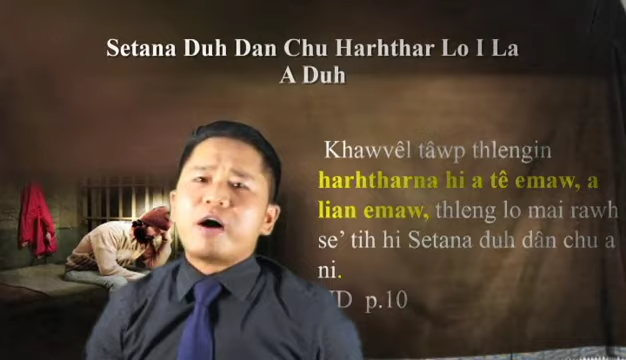 Setana Duh Dan Chu Harhthar Lo I La
A Duh
Khawvêl tâwp thlengin
harhtharna hi a tê emaw, a
lian emaw, thleng lo mai rawh
se’ tih hi Setana duh dân chu a
ni.
p.10